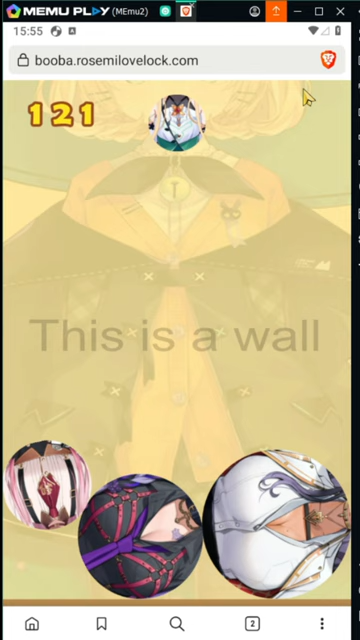 MEMU PLAY (MEmu2)
15:55
booba.rosemilovelock.com
121
This is a wall
2